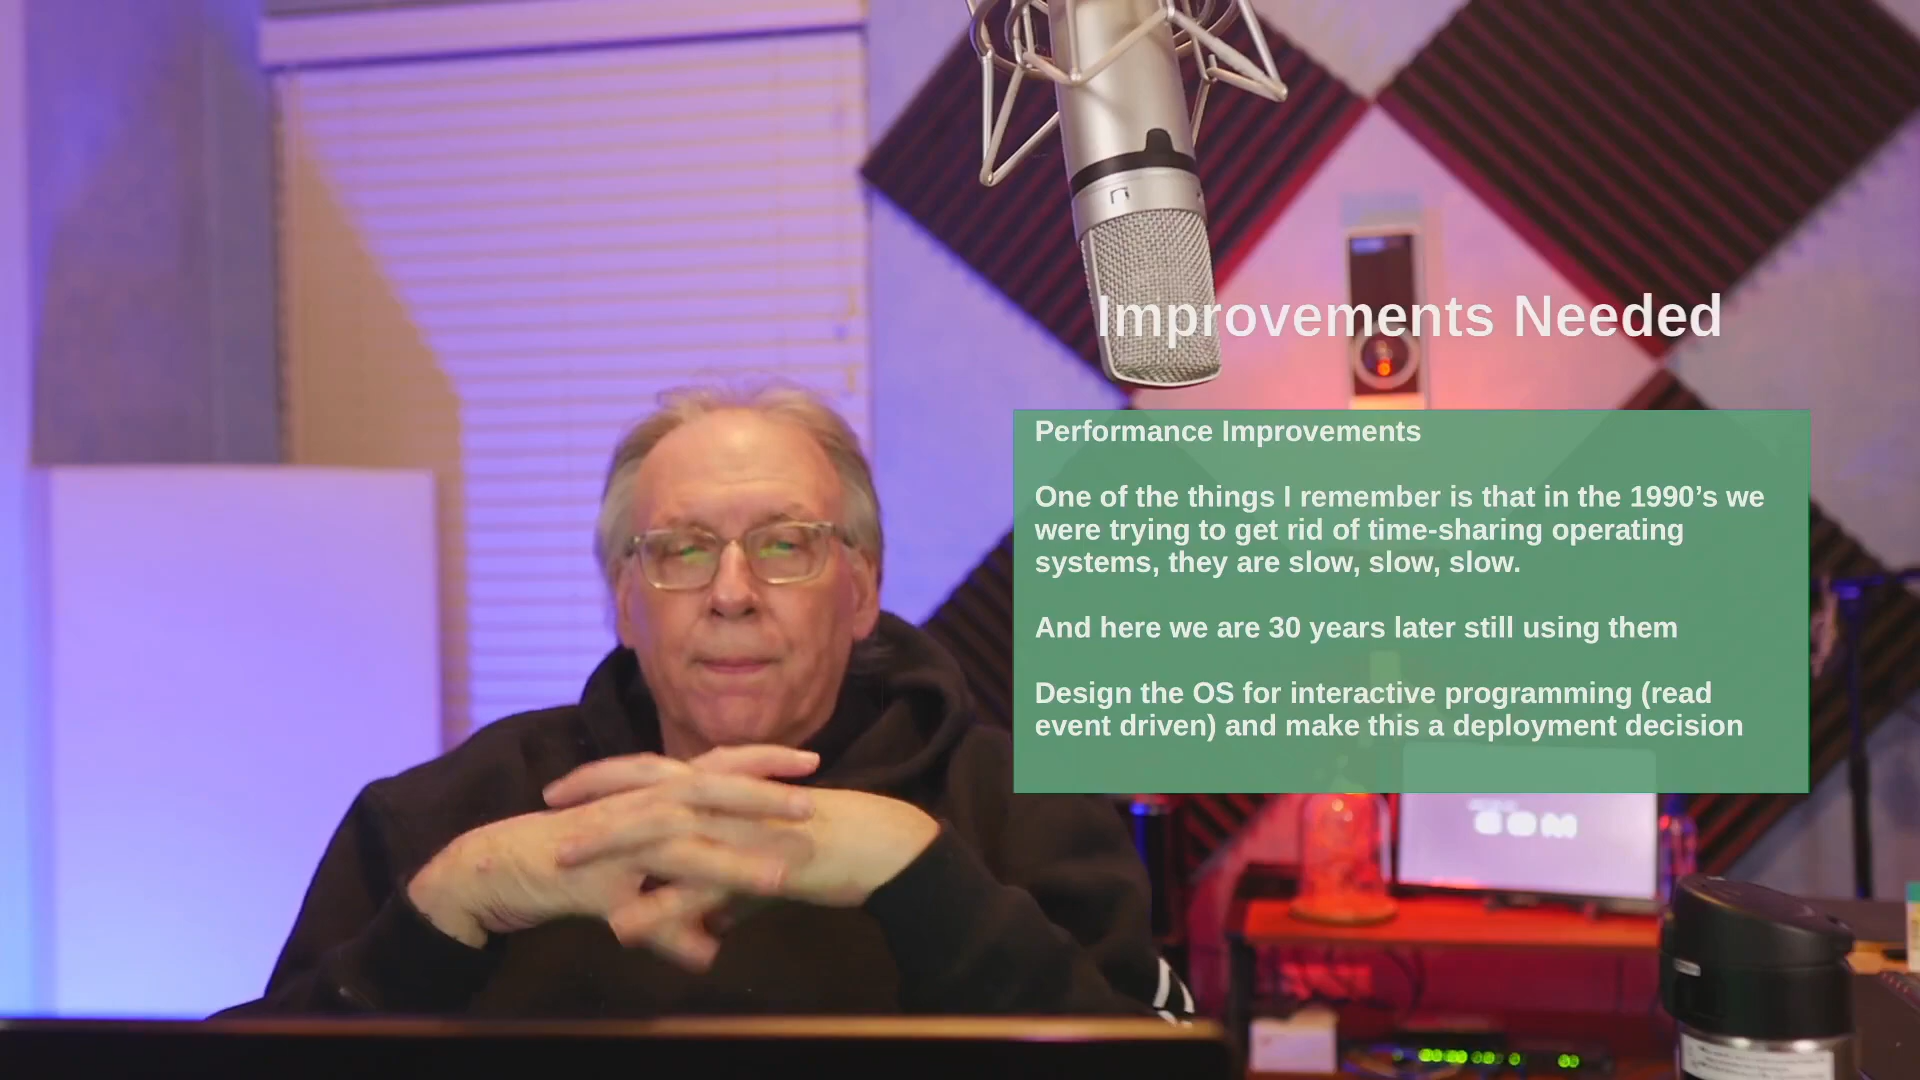 Improvements Needed
Performance Improvements
One of the things I remember is that in the 1990’s we
were trying to get rid of time-sharing operating
systems, they are slow, slow, slow.
And here we are 30 years later still using them
Design the OS for interactive programming (read
event driven) and make this a deployment decision